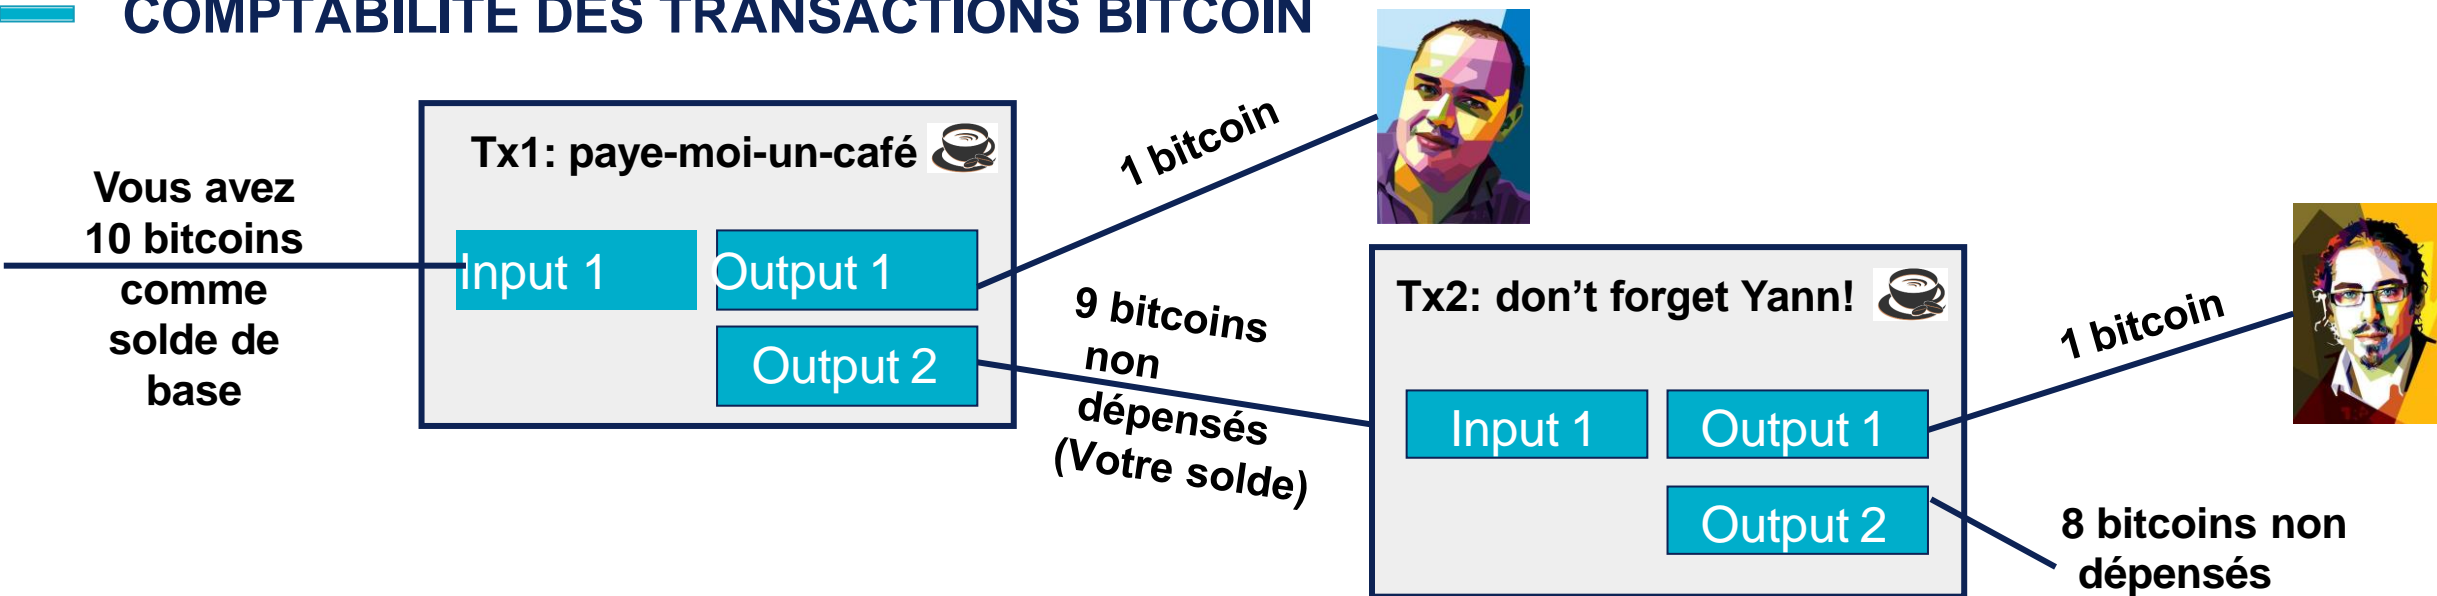 COMPTABILITÉ DES TRANSACTIONS BITCOIN
Vous avez
10 bitcoins
comme
solde de
base
Tx1: paye-moi-un-café
Input 1
Output 1
Output 2
1 bitcoin
9 bitcoins
non
dépensés
(Votre solde)
Tx2: don't forget Yann!
Input 1
Output 1
Output 2
1 bitcoin
8 bitcoins non
dépensés